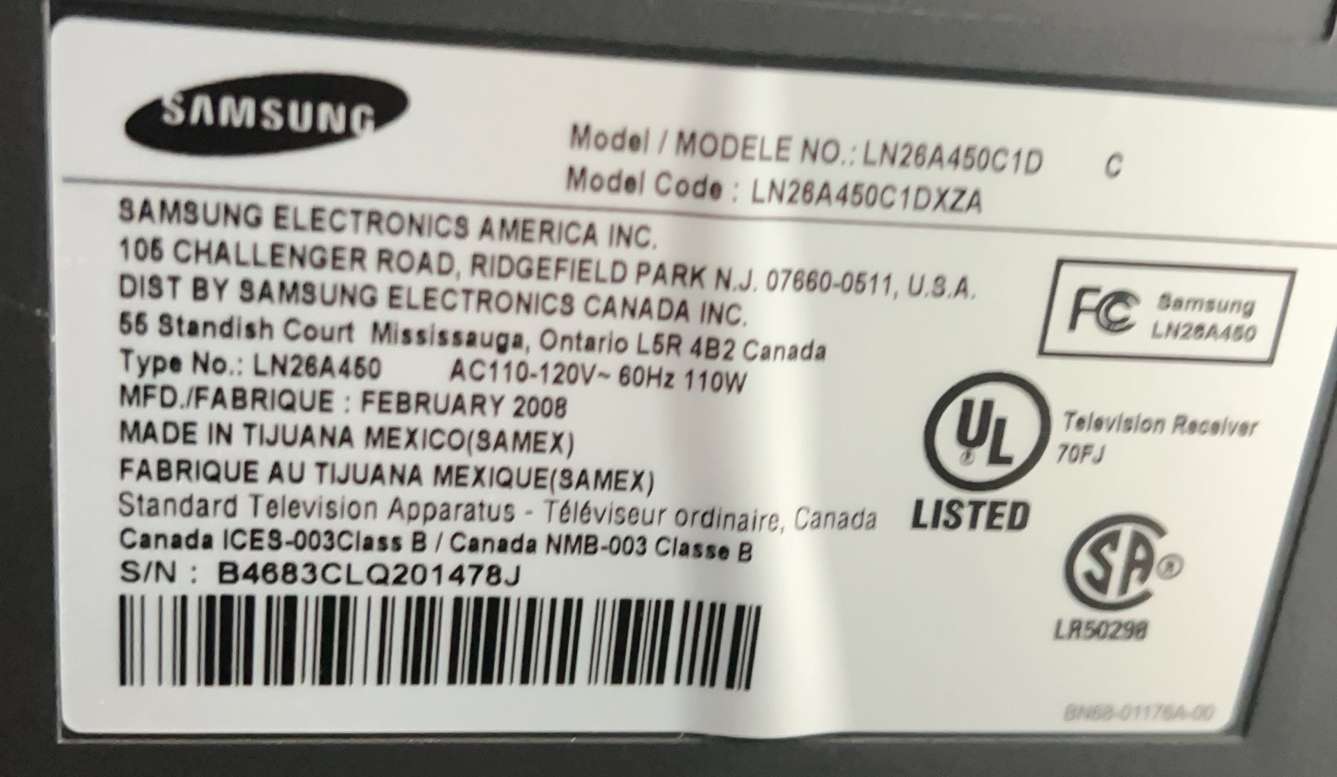 SAMSUNG
Model / MODELE NO.: LN26A450C1D C
Model Code : LN26A450C1DXZA
SAMSUNG ELECTRONICS AMERICA INC.
105 CHALLENGER ROAD, RIDGEFIELD PARK N.J. 07660-0511, U.S.A.
DIST BY SAMSUNG ELECTRONICS CANADA INC.
55 Standish Court Mississauga, Ontario L5R 4B2 Canada
Type No.: LN26A450 AC110-120V~ 60Hz 110W
MFD./FABRIQUE : FEBRUARY 2008
MADE IN TIJUANA MEXICO(SAMEX)
FABRIQUE AU TIJUANA MEXIQUE(SAMEX)
Standard Television Apparatus - Téléviseur ordinaire, Canada
Canada ICES-003Class B / Canada NMB-003 Classe B
S/N : B4683CLQ201478J
FC Samsung
LN26A450
UL ®
LISTED
Television Receiver
70FJ
SA ®
LR50298
BN68-01176A-00